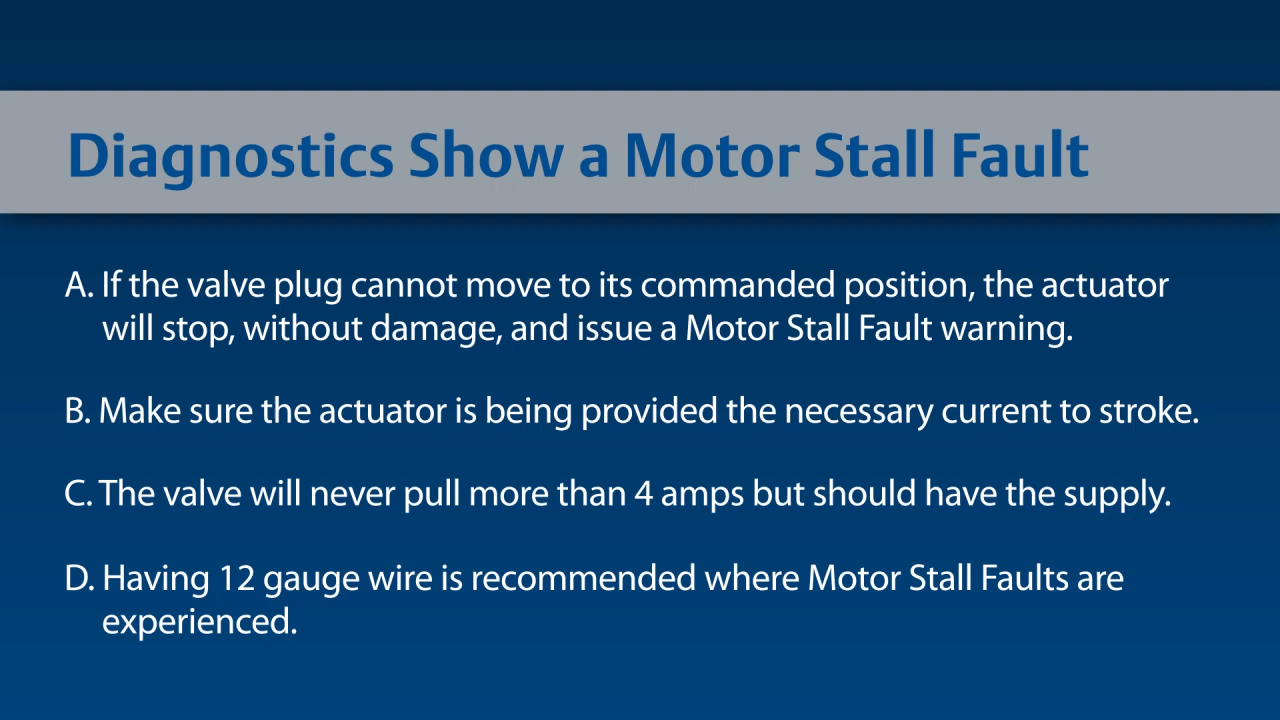 Diagnostics Show a Motor Stall Fault
A. If the valve plug cannot move to its commanded position, the actuator
will stop, without damage, and issue a Motor Stall Fault warning.
B. Make sure the actuator is being provided the necessary current to stroke.
C. The valve will never pull more than 4 amps but should have the supply.
D. Having 12 gauge wire is recommended where Motor Stall Faults are
experienced.